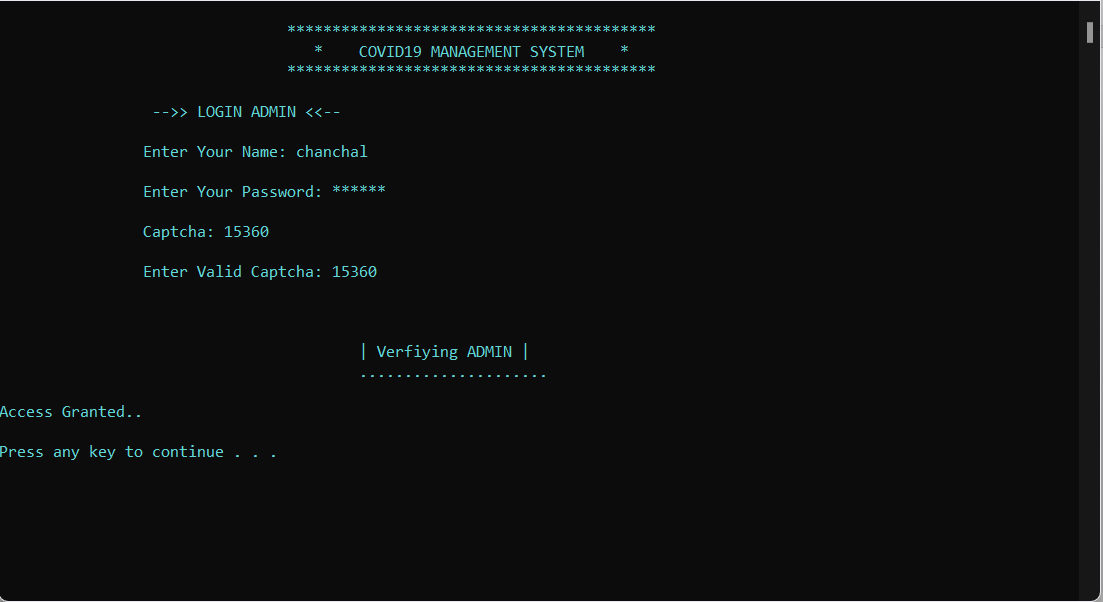 *****************************************
* COVID19 MANAGEMENT SYSTEM *
*****************************************
-->> LOGIN ADMIN <<--
Enter Your Name: chanchal
Enter Your Password: ******
Captcha: 15360
Enter Valid Captcha: 15360
| Verfiying ADMIN |
.....................
Access Granted..
Press any key to continue . . .